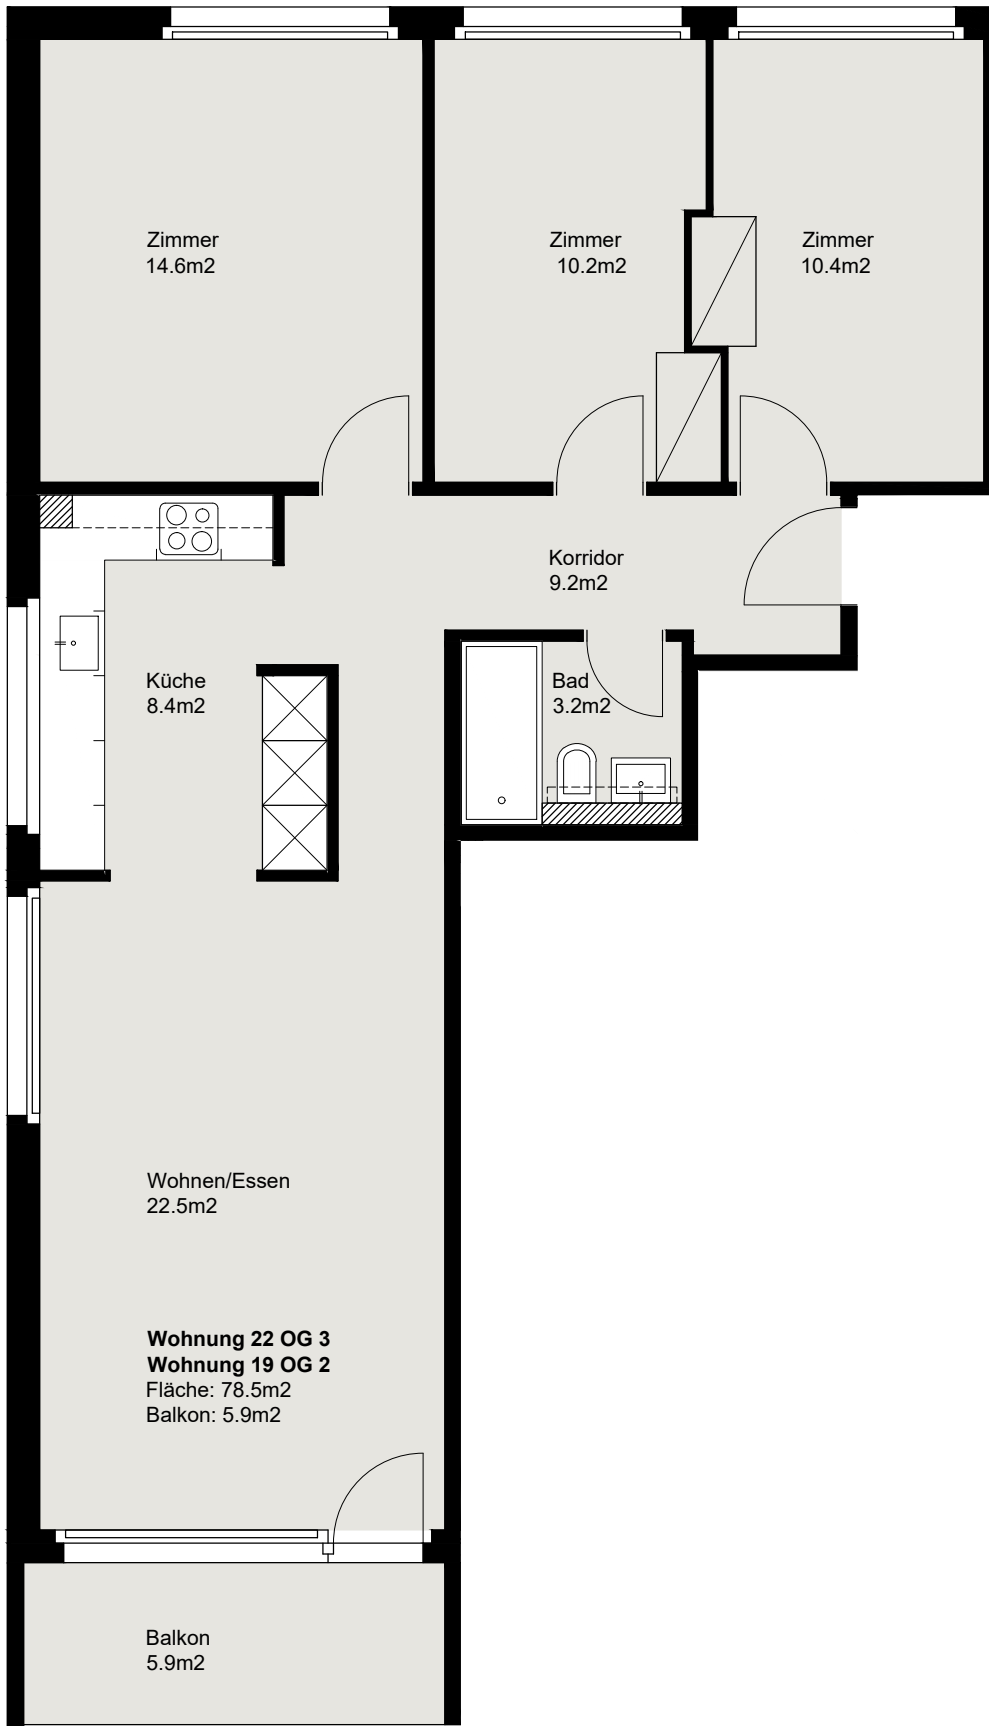 Zimmer
14.6m2
Zimmer
10.2m2
Zimmer
10.4m2
Korridor
9.2m2
Küche
8.4m2
Bad
3.2m2
Wohnen/Essen
22.5m2
Wohnung 22 OG 3
Wohnung 19 OG 2
Fläche: 78.5m2
Balkon: 5.9m2
Balkon
5.9m2